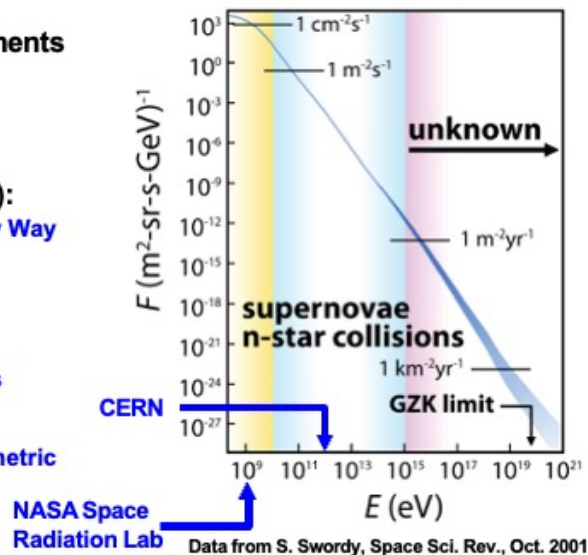 10³
10⁰
10⁻³
10⁻⁶
10⁻⁹
10⁻¹²
10⁻¹⁵
10⁻¹⁸
10⁻²¹
10⁻²⁴
10⁻²⁷
F (m²-sr-s-GeV)⁻¹
1 cm⁻²s⁻¹
1 m⁻²s⁻¹
unknown
1 m⁻²yr⁻¹
supernovae
n-star collisions
1 km⁻²yr⁻¹
GZK limit
CERN
10⁹ 10¹¹ 10¹³ 10¹⁵ 10¹⁷ 10¹⁹ 10²¹
E (eV)
NASA Space
Radiation Lab
Data from S. Swordy, Space Sci. Rev., Oct. 2001
):
Way